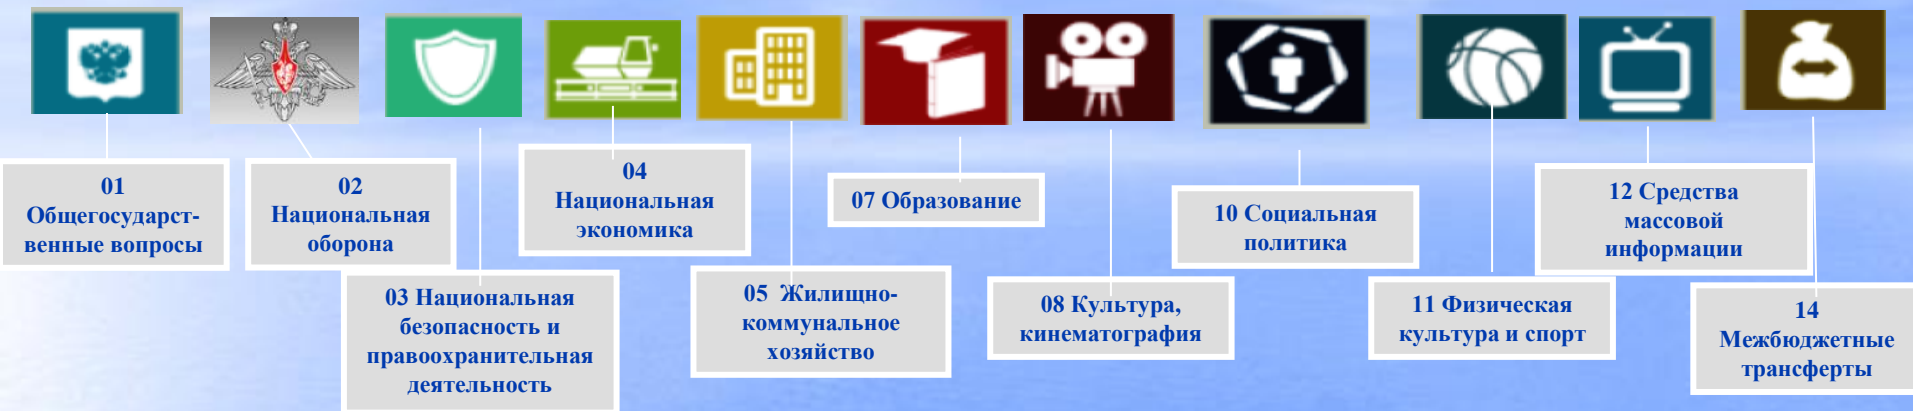 01
Общегосударст-
венные вопросы
02
Национальная
оборона
03 Национальная
безопасность и
правоохранительная
деятельность
04
Национальная
экономика
05 Жилищно-
коммунальное
хозяйство
07 Образование
08 Культура,
кинематография
10 Социальная
политика
11 Физическая
культура и спорт
12 Средства
массовой
информации
14
Межбюджетные
трансферты